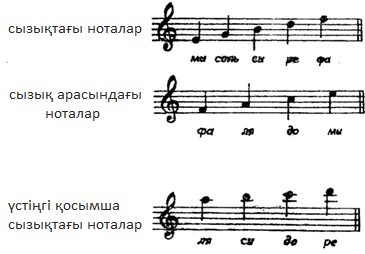 сызықтағы ноталар
ми соль си ре фа
сызық арасындағы
ноталар
фа ля до ми
үстіңгі қосымша
сызықтағы ноталар
ля си до ре